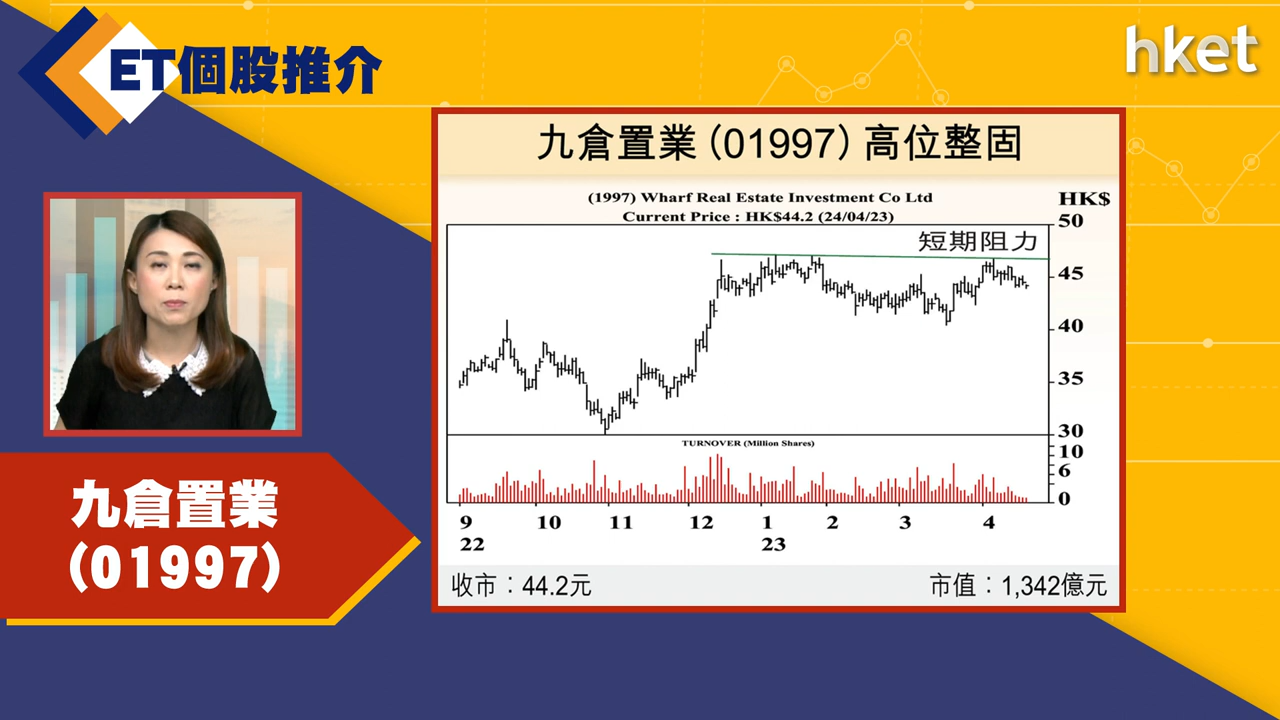 ET個股推介
hket
九倉置業 (01997) 高位整固
(1997) Wharf Real Estate Investment Co Ltd
Current Price : HK$44.2 (24/04/23)
HK$
50
短期阻力
45
40
35
30
TURNOVER (Million Shares)
10
6
0
9 10 11 12 1 2 3 4
22 23
收市：44.2元 市值：1,342億元
九倉置業
(01997)